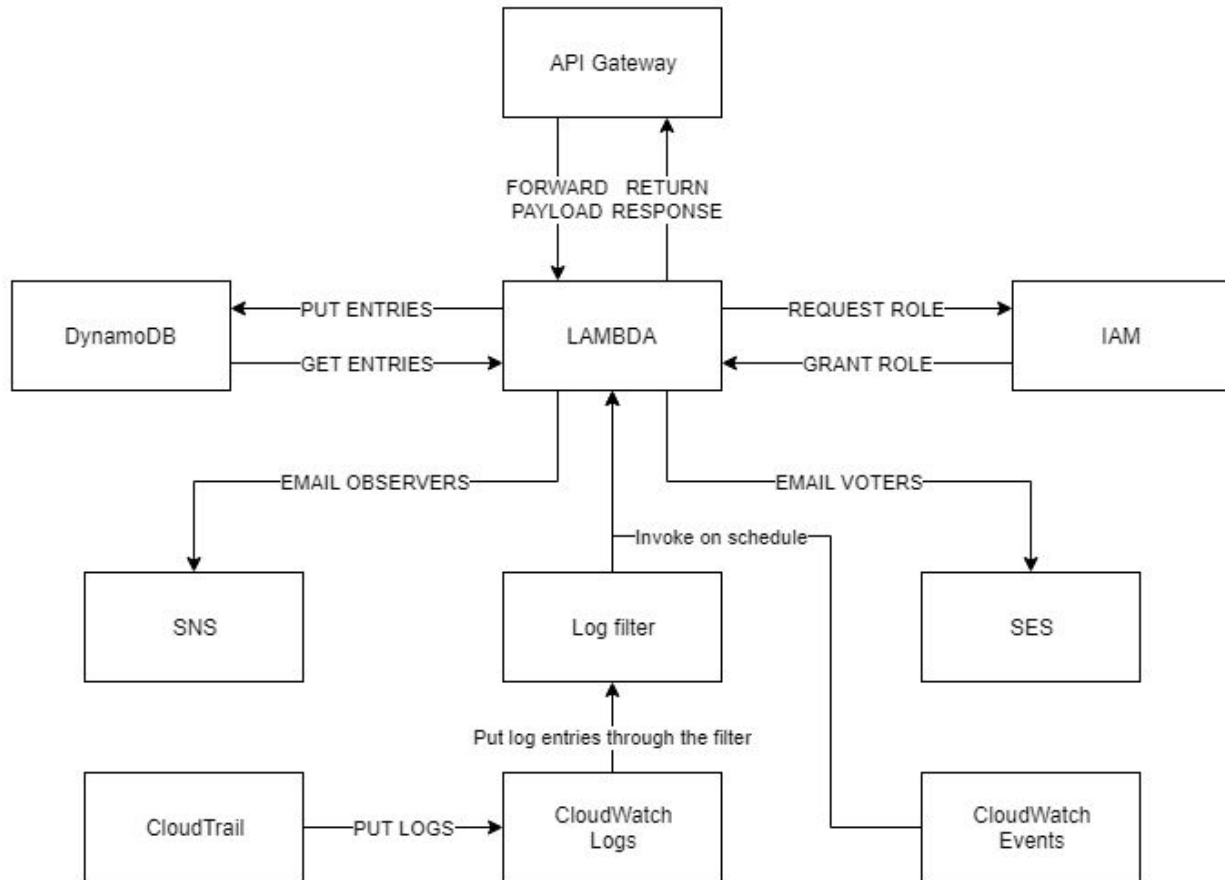 API Gateway
FORWARD
PAYLOAD
RETURN
RESPONSE
DynamoDB
PUT ENTRIES
GET ENTRIES
LAMBDA
REQUEST ROLE
GRANT ROLE
IAM
EMAIL OBSERVERS
EMAIL VOTERS
Invoke on schedule
SNS
Log filter
SES
Put log entries through the filter
CloudTrail
PUT LOGS
CloudWatch
Logs
CloudWatch
Events